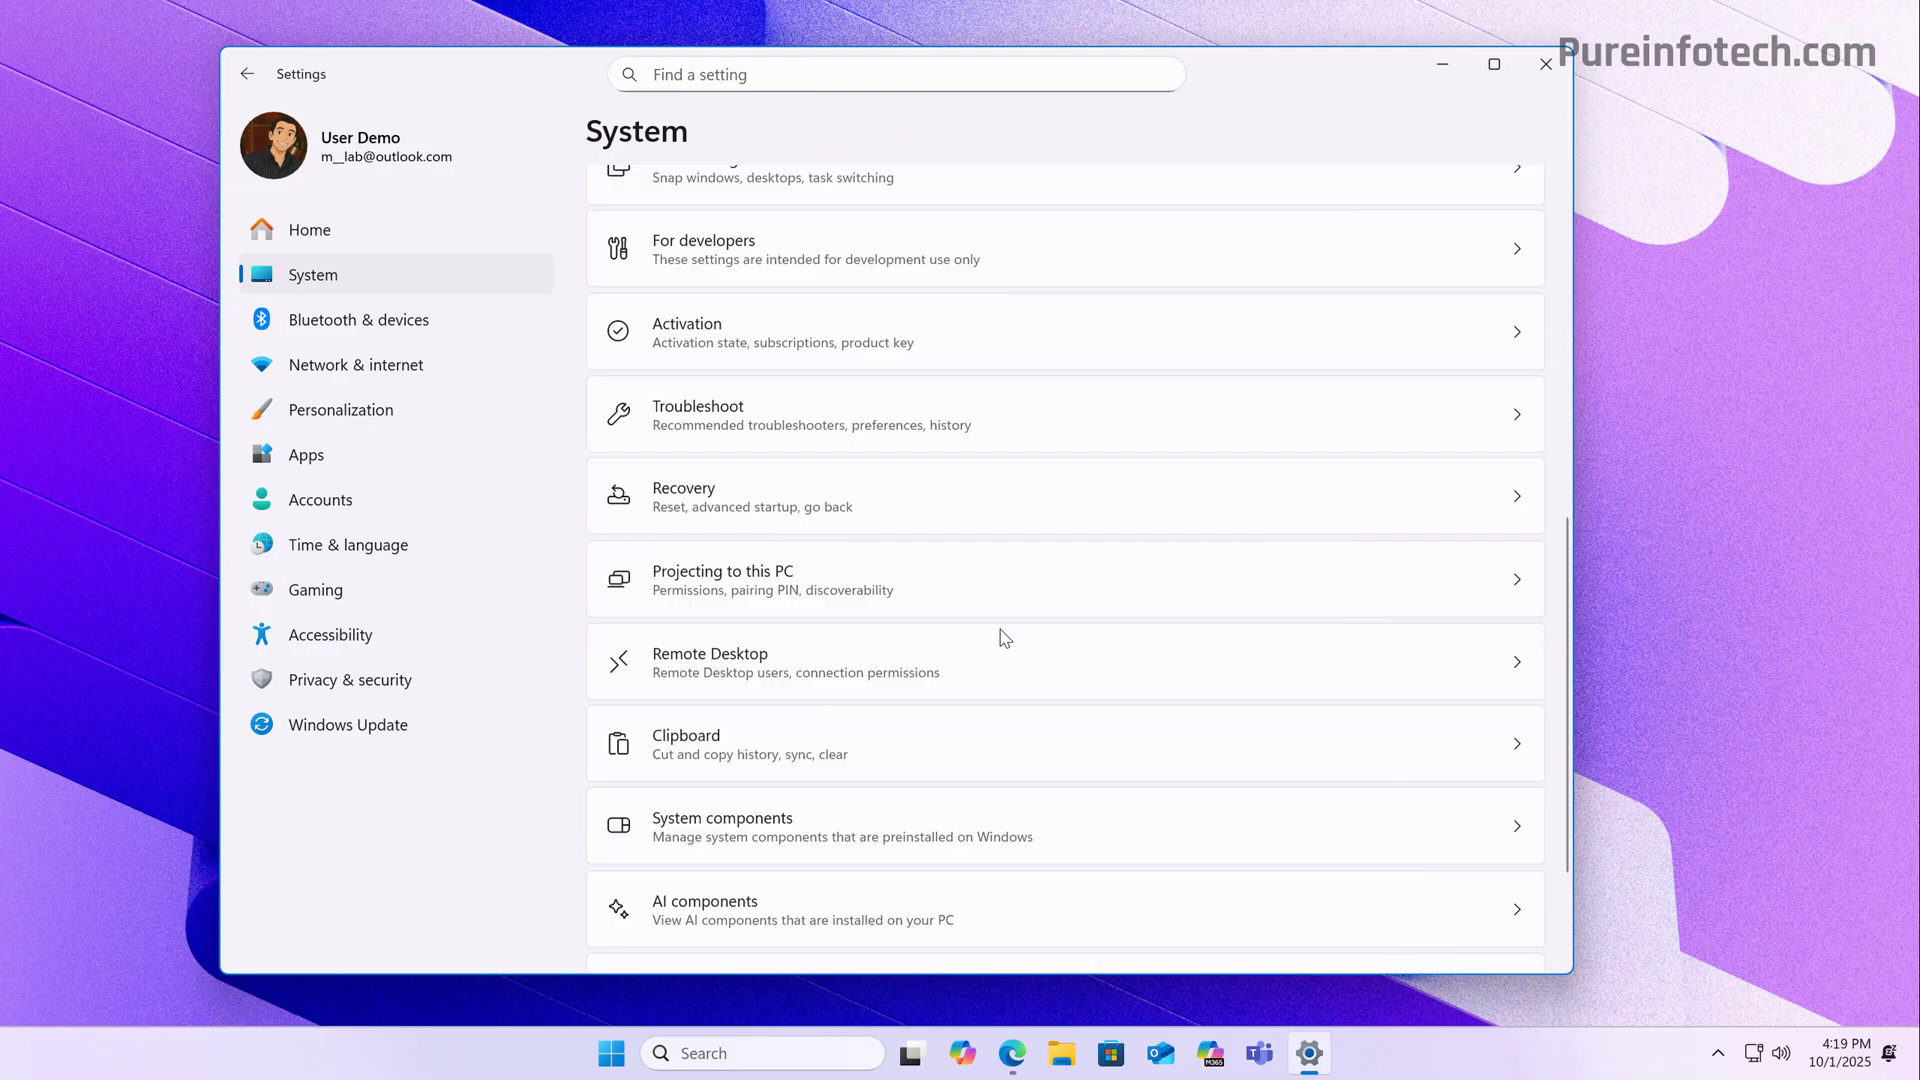 Pureinfotech.com
Settings
Find a setting
User Demo
m__lab@outlook.com
Home
System
Bluetooth & devices
Network & internet
Personalization
Apps
Accounts
Time & language
Gaming
Accessibility
Privacy & security
Windows Update
System
Snap windows, desktops, task switching
For developers
These settings are intended for development use only
Activation
Activation state, subscriptions, product key
Troubleshoot
Recommended troubleshooters, preferences, history
Recovery
Reset, advanced startup, go back
Projecting to this PC
Permissions, pairing PIN, discoverability
Remote Desktop
Remote Desktop users, connection permissions
Clipboard
Cut and copy history, sync, clear
System components
Manage system components that are preinstalled on Windows
AI components
View AI components that are installed on your PC
Search
M365
4:19 PM
10/1/2025